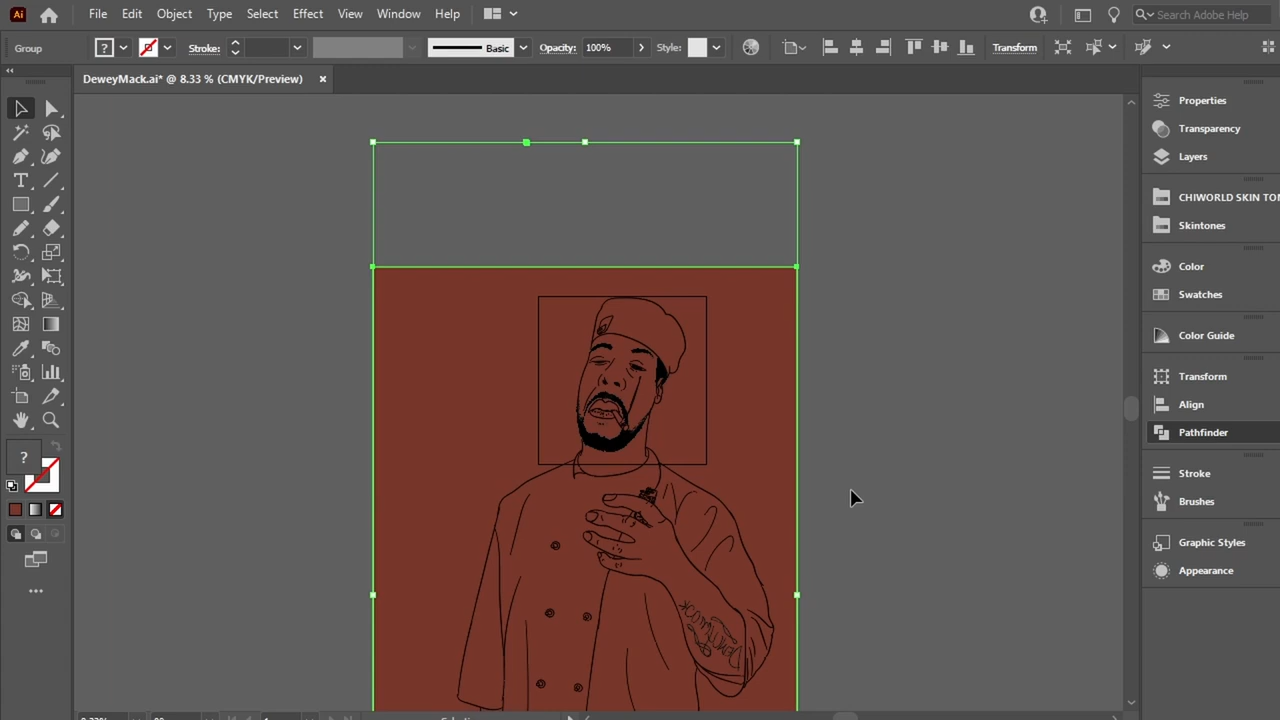 Ai File Edit Object Type Select Effect View Window Help Search Adobe Help
Group ? Stroke: Basic Opacity: 100% Style: Transform
DeweyMack.ai* @ 8.33 % (CMYK/Preview) ×
Properties
Transparency
Layers
CHIWORLD SKIN TON
Skintones
Color
Swatches
Color Guide
Transform
Align
Pathfinder
Stroke
Brushes
Graphic Styles
Appearance
?